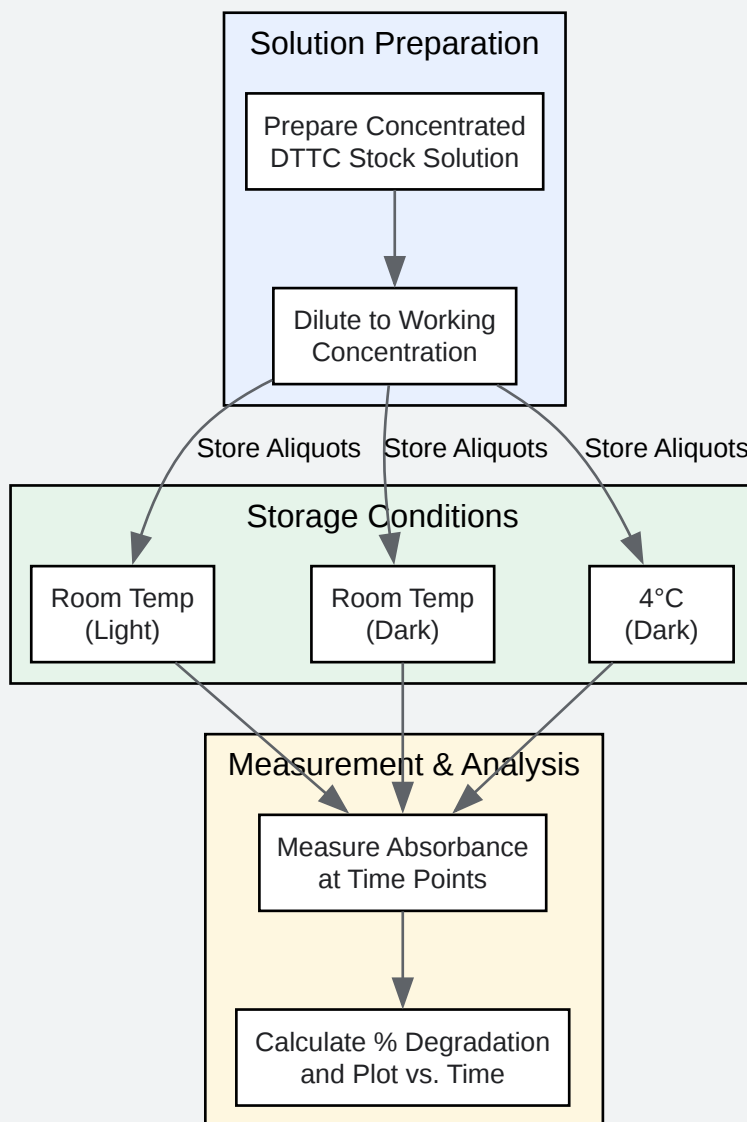 Solution Preparation
Prepare Concentrated
DTTC Stock Solution
Dilute to Working
Concentration
Store Aliquots Store Aliquots Store Aliquots
Storage Conditions
Room Temp
(Light)
Room Temp
(Dark)
4°C
(Dark)
Measurement & Analysis
Measure Absorbance
at Time Points
Calculate % Degradation
and Plot vs. Time